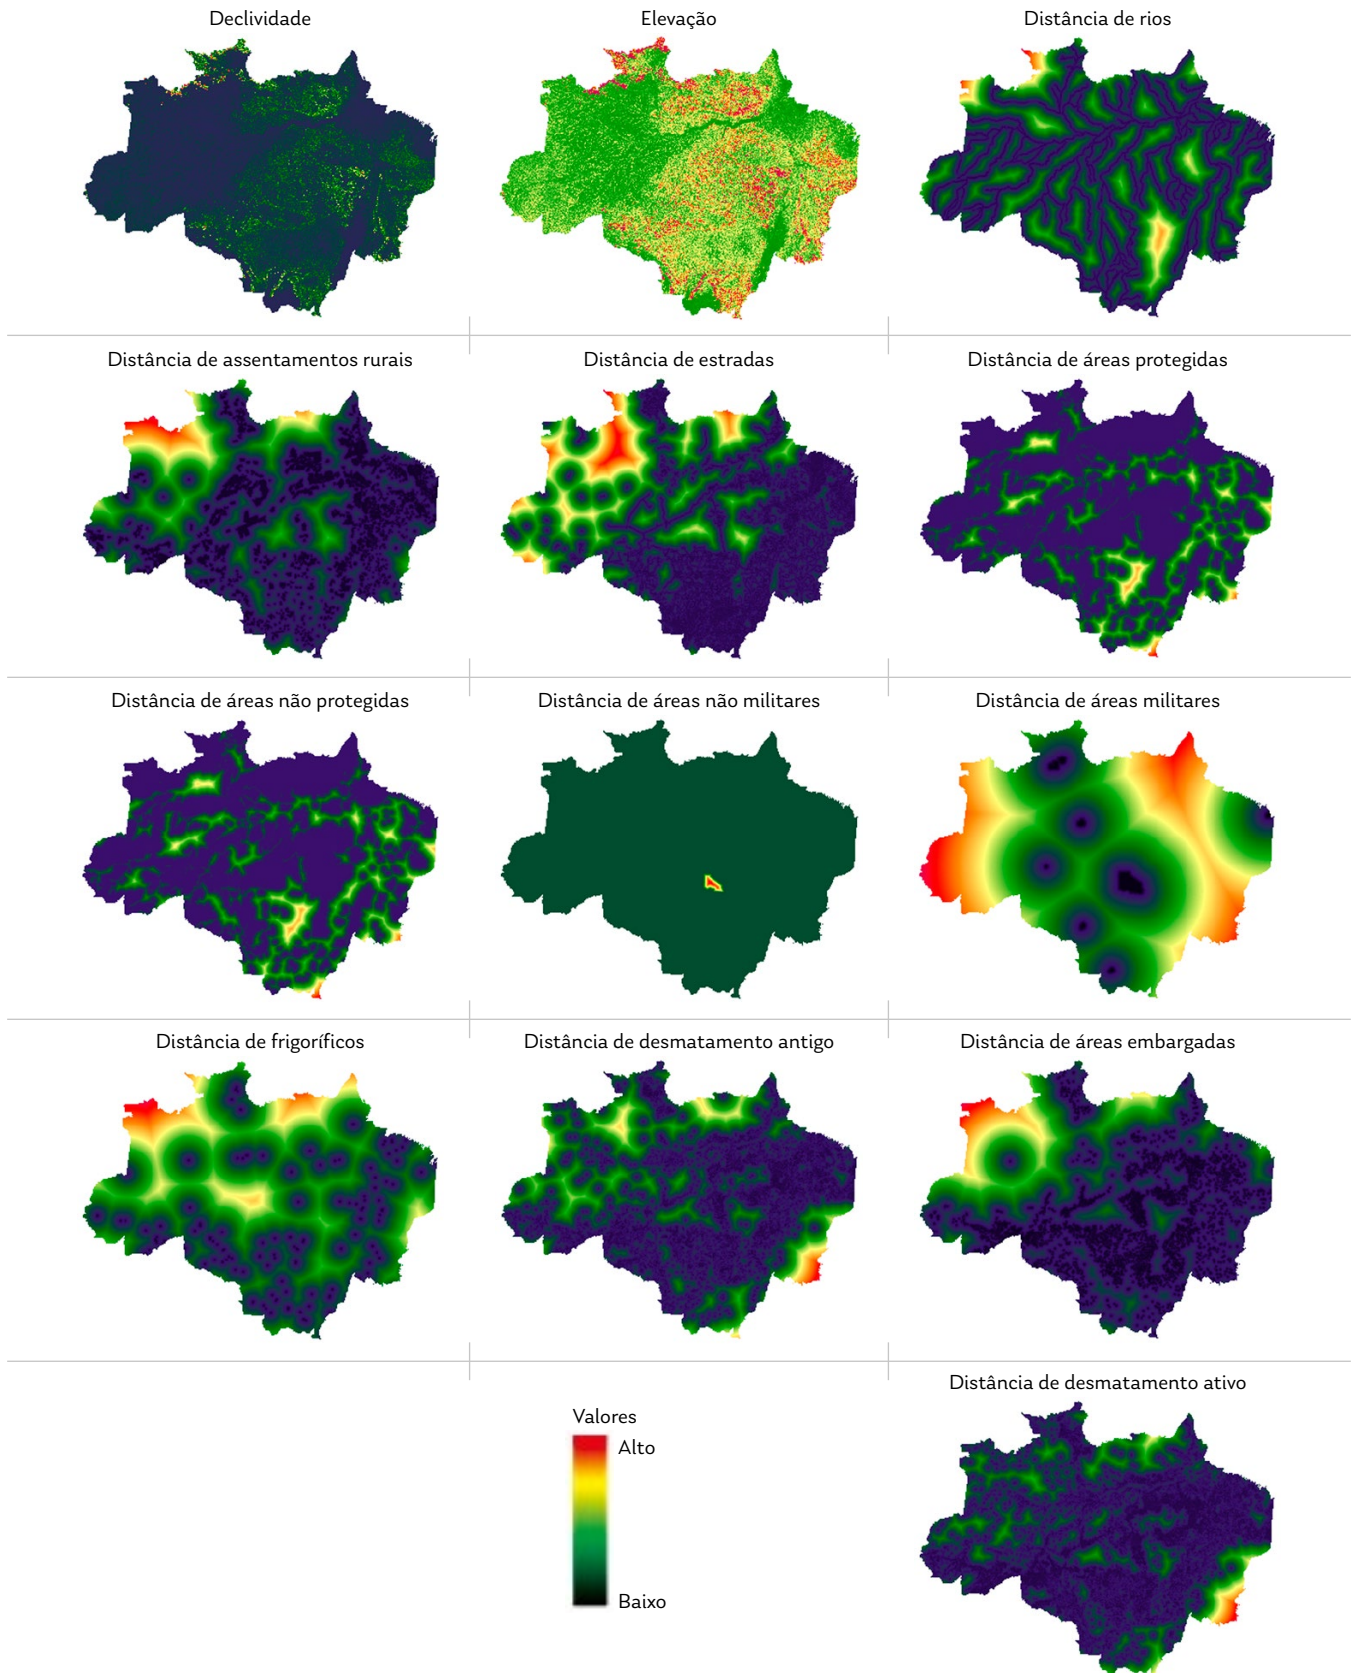 Declividade
Elevação
Distância de rios
Distância de assentamentos rurais
Distância de estradas
Distância de áreas protegidas
Distância de áreas não protegidas
Distância de áreas não militares
Distância de áreas militares
Distância de frigoríficos
Distância de desmatamento antigo
Distância de áreas embargadas
Distância de desmatamento ativo
Valores
Alto
Baixo